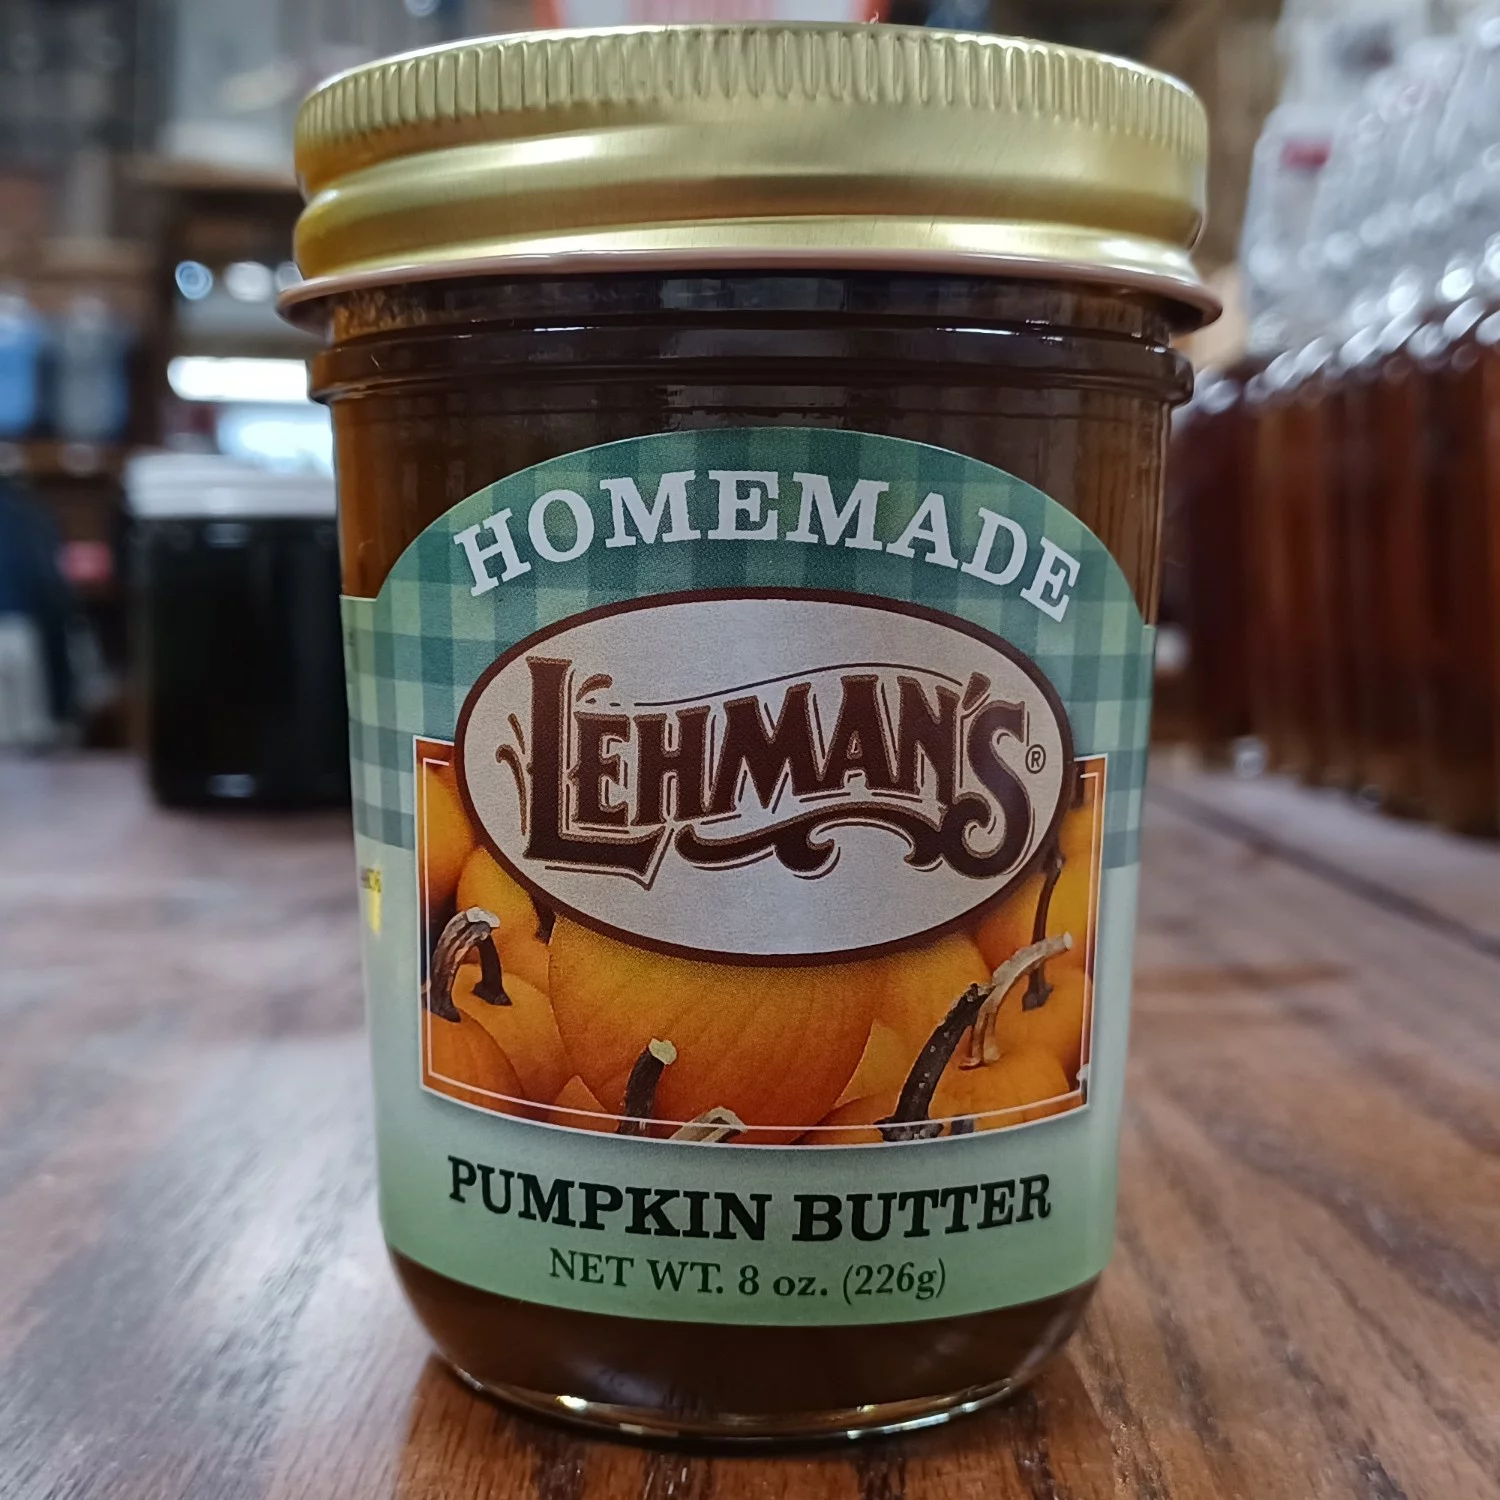 HOMEMADE
LEHMAN'S®
PUMPKIN BUTTER
NET WT. 8 oz. (226g)